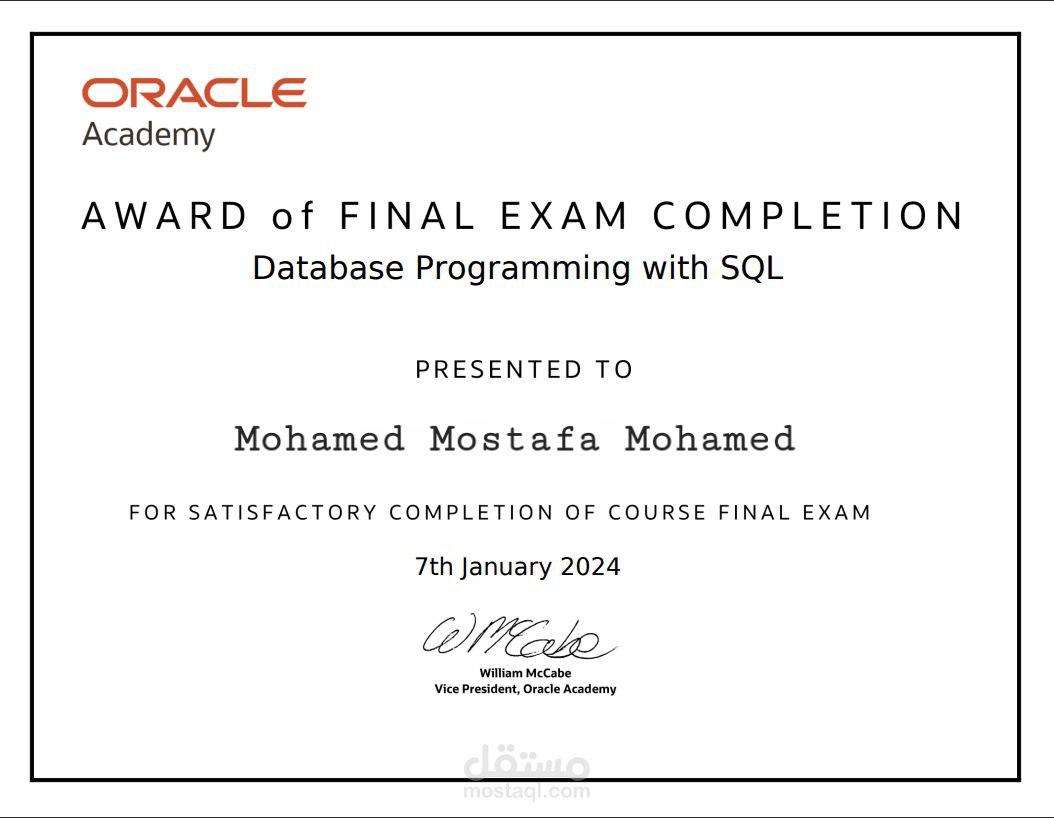 ORACLE
Academy
AWARD of FINAL EXAM COMPLETION
Database Programming with SQL
PRESENTED TO
Mohamed Mostafa Mohamed
FOR SATISFACTORY COMPLETION OF COURSE FINAL EXAM
7th January 2024
W McCabe
William McCabe
Vice President, Oracle Academy
مستقل
mostaql.com